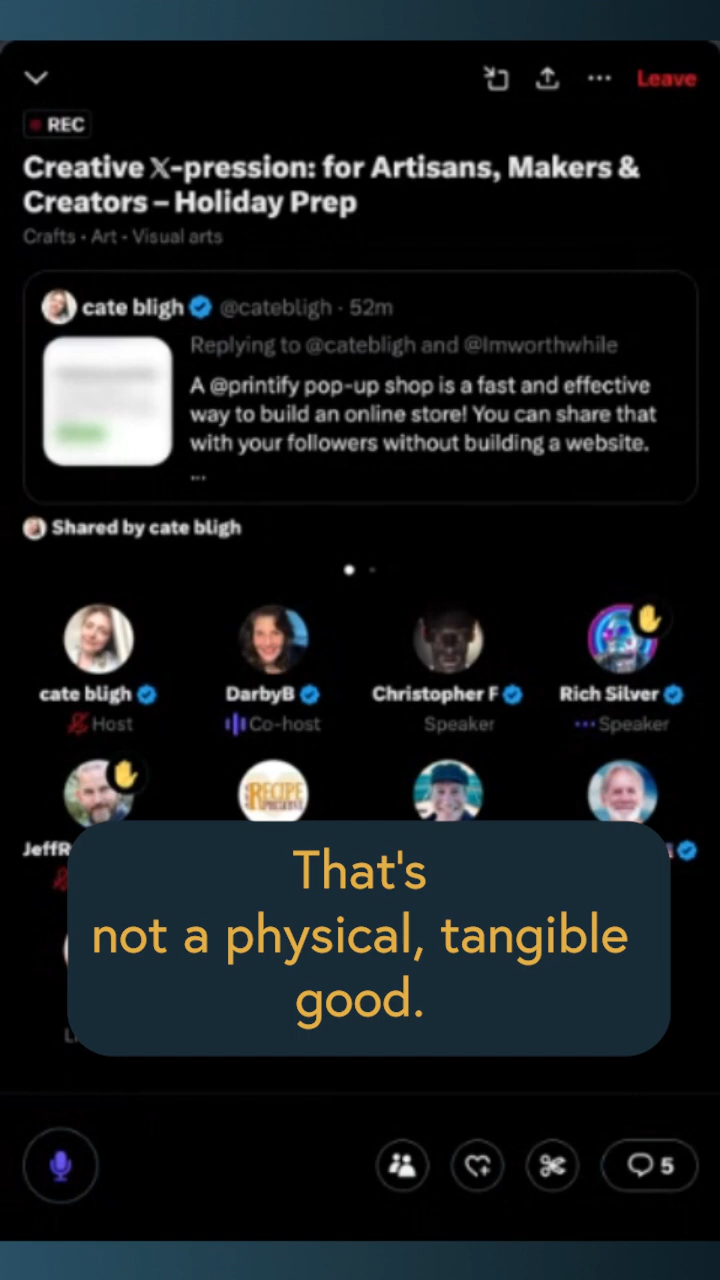 Leave
REC
Creative 𝕏-pression: for Artisans, Makers &
Creators – Holiday Prep
Crafts • Art • Visual arts
cate bligh @catebligh · 52m
Replying to @catebligh and @Imworthwhile
A @printify pop-up shop is a fast and effective
way to build an online store! You can share that
with your followers without building a website.
...
Shared by cate bligh
cate bligh DarbyB Christopher F Rich Silver
Host Co-host Speaker Speaker
RECIPE
JeffR
That's
not a physical, tangible
good.
5